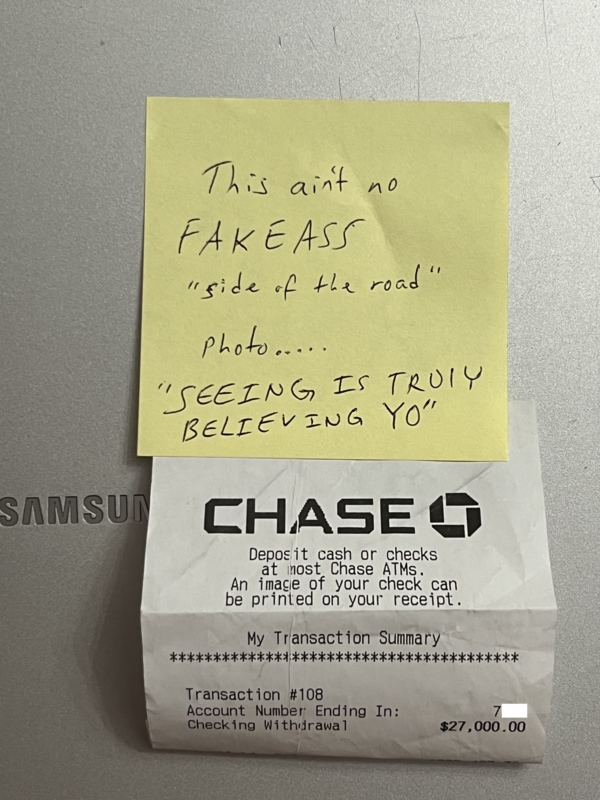 This ain't no
FAKEASS
"side of the road"
photo.....
"SEEING IS TRULY
BELIEVING YO"
SAMSUN
CHASE
Deposit cash or checks
at most Chase ATMs.
An image of your check can
be printed on your receipt.
My Transaction Summary
****************************************
Transaction #108
Account Number Ending In: 7
Checking Withdrawal $27,000.00